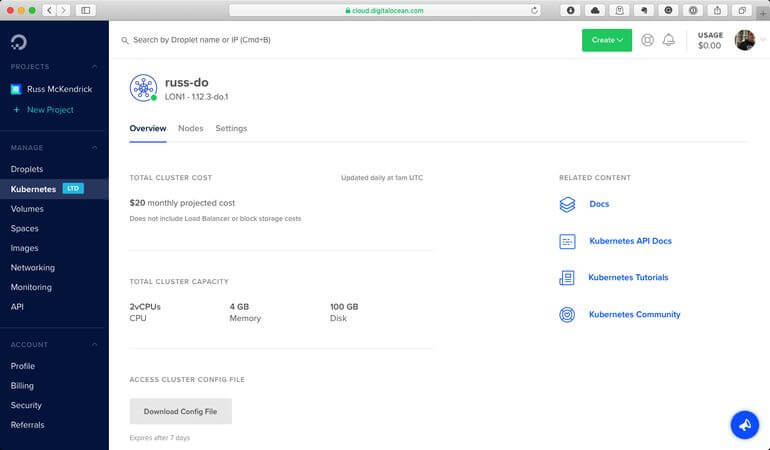 cloud.digitalocean.com
Search by Droplet name or IP (Cmd+B)
Create
USAGE
$0.00
PROJECTS
Russ McKendrick
+ New Project
MANAGE
Droplets
Kubernetes LTD
Volumes
Spaces
Images
Networking
Monitoring
API
ACCOUNT
Profile
Billing
Security
Referrals
russ-do
LON1 - 1.12.3-do.1
Overview Nodes Settings
TOTAL CLUSTER COST Updated daily at 1am UTC
$20 monthly projected cost
Does not include Load Balancer or block storage costs
TOTAL CLUSTER CAPACITY
2vCPUs 4 GB 100 GB
CPU Memory Disk
ACCESS CLUSTER CONFIG FILE
Download Config File
Expires after 7 days
RELATED CONTENT
Docs
Kubernetes API Docs
Kubernetes Tutorials
Kubernetes Community